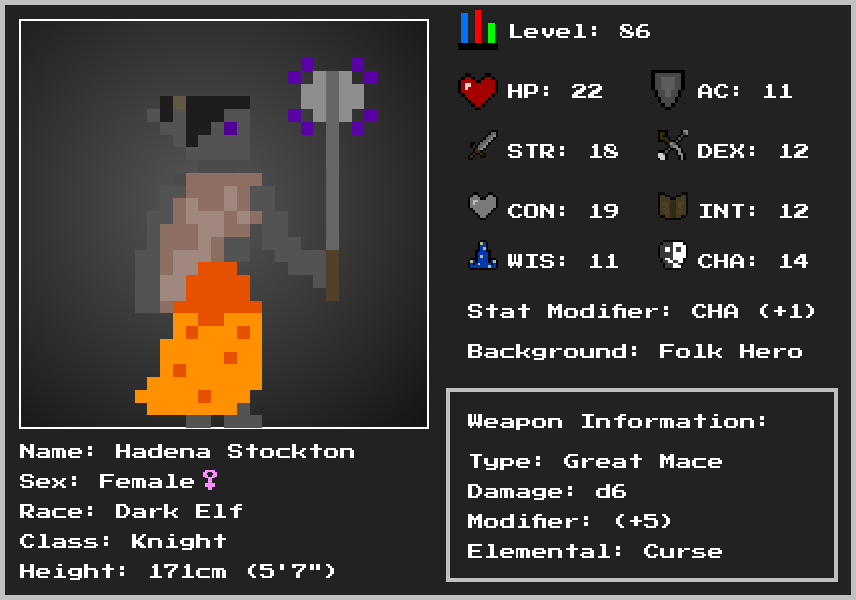 Level: 86
HP: 22
AC: 11
STR: 18
DEX: 12
CON: 19
INT: 12
WIS: 11
CHA: 14
Stat Modifier: CHA (+1)
Background: Folk Hero
Weapon Information:
Type: Great Mace
Damage: d6
Modifier: (+5)
Elemental: Curse
Name: Hadena Stockton
Sex: Female♀
Race: Dark Elf
Class: Knight
Height: 171cm (5'7")